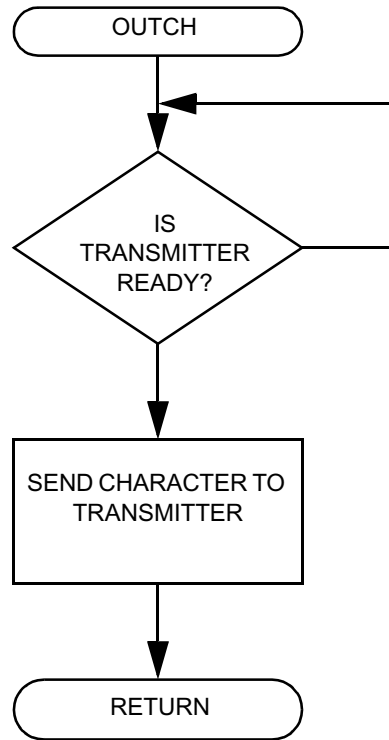 OUTCH
IS
TRANSMITTER
READY?
SEND CHARACTER TO
TRANSMITTER
RETURN